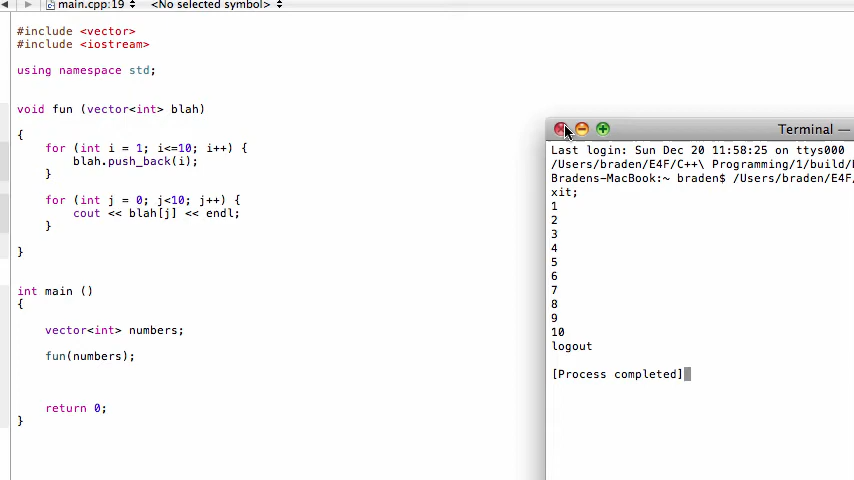 main.cpp:19 <No selected symbol>
#include <vector>
#include <iostream>
using namespace std;
void fun (vector<int> blah)
{
for (int i = 1; i<=10; i++) {
blah.push_back(i);
}
for (int j = 0; j<10; j++) {
cout << blah[j] << endl;
}
}
int main ()
{
vector<int> numbers;
fun(numbers);
return 0;
}
Terminal —
Last login: Sun Dec 20 11:58:25 on ttys000
/Users/braden/E4F/C++\ Programming/1/build/
Bradens-MacBook:~ braden$ /Users/braden/E4F/
xit;
1
2
3
4
5
6
7
8
9
10
logout
[Process completed]